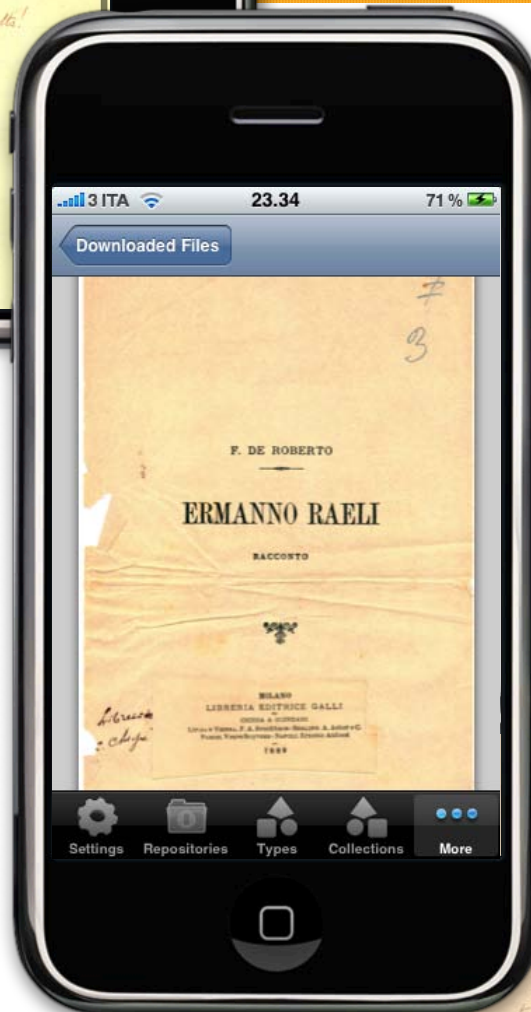 3 ITA 23.34 71 %
Downloaded Files
3
F. DE ROBERTO
ERMANNO RAELI
RACCONTO
MILANO
LIBRERIA EDITRICE GALLI
1889
Settings Repositories Types Collections More